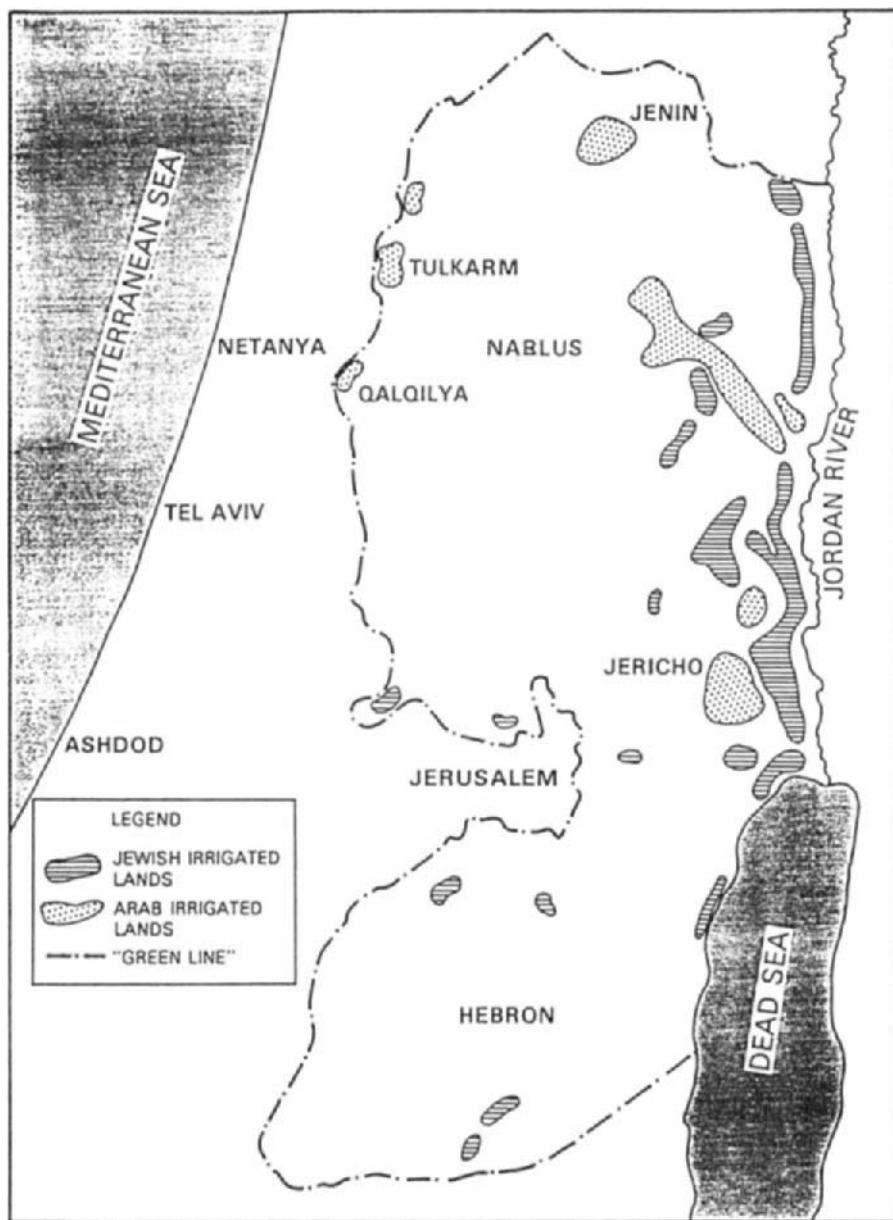 JENIN
MEDITERRANEAN SEA
TULKARM
NETANYA
NABLUS
QALQILYA
JORDAN RIVER
TEL AVIV
JERICHO
ASHDOD
JERUSALEM
LEGEND
JEWISH IRRIGATED
LANDS
ARAB IRRIGATED
LANDS
"GREEN LINE"
HEBRON
DEAD SEA